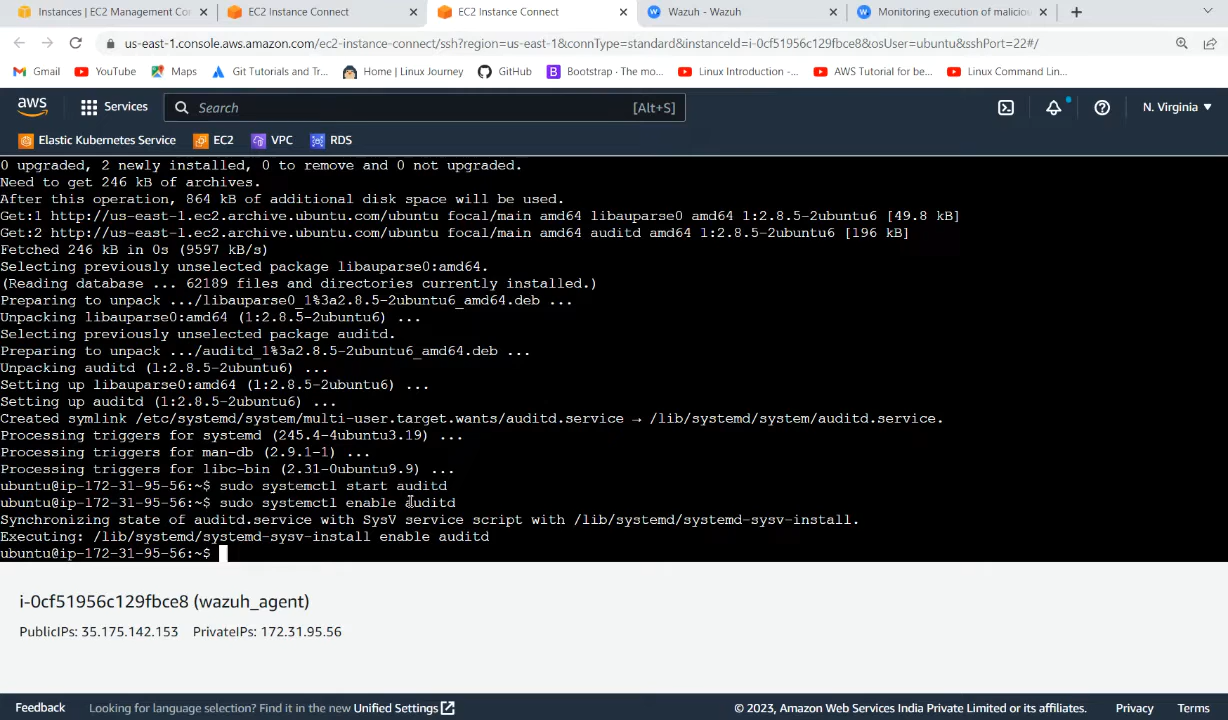 Instances | EC2 Management Con
EC2 Instance Connect
EC2 Instance Connect
Wazuh - Wazuh
Monitoring execution of maliciou
us-east-1.console.aws.amazon.com/ec2-instance-connect/ssh?region=us-east-1&connType=standard&instanceId=i-0cf51956c129fbce8&osUser=ubuntu&sshPort=22#/
Gmail
YouTube
Maps
Git Tutorials and Tr...
Home | Linux Journey
GitHub
Bootstrap · The mo...
Linux Introduction -...
AWS Tutorial for be...
Linux Command Lin...
aws
Services
Search
[Alt+S]
N. Virginia
Elastic Kubernetes Service
EC2
VPC
RDS
0 upgraded, 2 newly installed, 0 to remove and 0 not upgraded.
Need to get 246 kB of archives.
After this operation, 864 kB of additional disk space will be used.
Get:1 http://us-east-1.ec2.archive.ubuntu.com/ubuntu focal/main amd64 libauparse0 amd64 1:2.8.5-2ubuntu6 [49.8 kB]
Get:2 http://us-east-1.ec2.archive.ubuntu.com/ubuntu focal/main amd64 auditd amd64 1:2.8.5-2ubuntu6 [196 kB]
Fetched 246 kB in 0s (9597 kB/s)
Selecting previously unselected package libauparse0:amd64.
(Reading database ... 62189 files and directories currently installed.)
Preparing to unpack .../libauparse0_1%3a2.8.5-2ubuntu6_amd64.deb ...
Unpacking libauparse0:amd64 (1:2.8.5-2ubuntu6) ...
Selecting previously unselected package auditd.
Preparing to unpack .../auditd_1%3a2.8.5-2ubuntu6_amd64.deb ...
Unpacking auditd (1:2.8.5-2ubuntu6) ...
Setting up libauparse0:amd64 (1:2.8.5-2ubuntu6) ...
Setting up auditd (1:2.8.5-2ubuntu6) ...
Created symlink /etc/systemd/system/multi-user.target.wants/auditd.service → /lib/systemd/system/auditd.service.
Processing triggers for systemd (245.4-4ubuntu3.19) ...
Processing triggers for man-db (2.9.1-1) ...
Processing triggers for libc-bin (2.31-0ubuntu9.9) ...
ubuntu@ip-172-31-95-56:~$ sudo systemctl start auditd
ubuntu@ip-172-31-95-56:~$ sudo systemctl enable auditd
Synchronizing state of auditd.service with SysV service script with /lib/systemd/systemd-sysv-install.
Executing: /lib/systemd/systemd-sysv-install enable auditd
ubuntu@ip-172-31-95-56:~$
i-0cf51956c129fbce8 (wazuh_agent)
PublicIPs: 35.175.142.153 PrivateIPs: 172.31.95.56
Feedback
Looking for language selection? Find it in the new Unified Settings
© 2023, Amazon Web Services India Private Limited or its affiliates.
Privacy
Terms